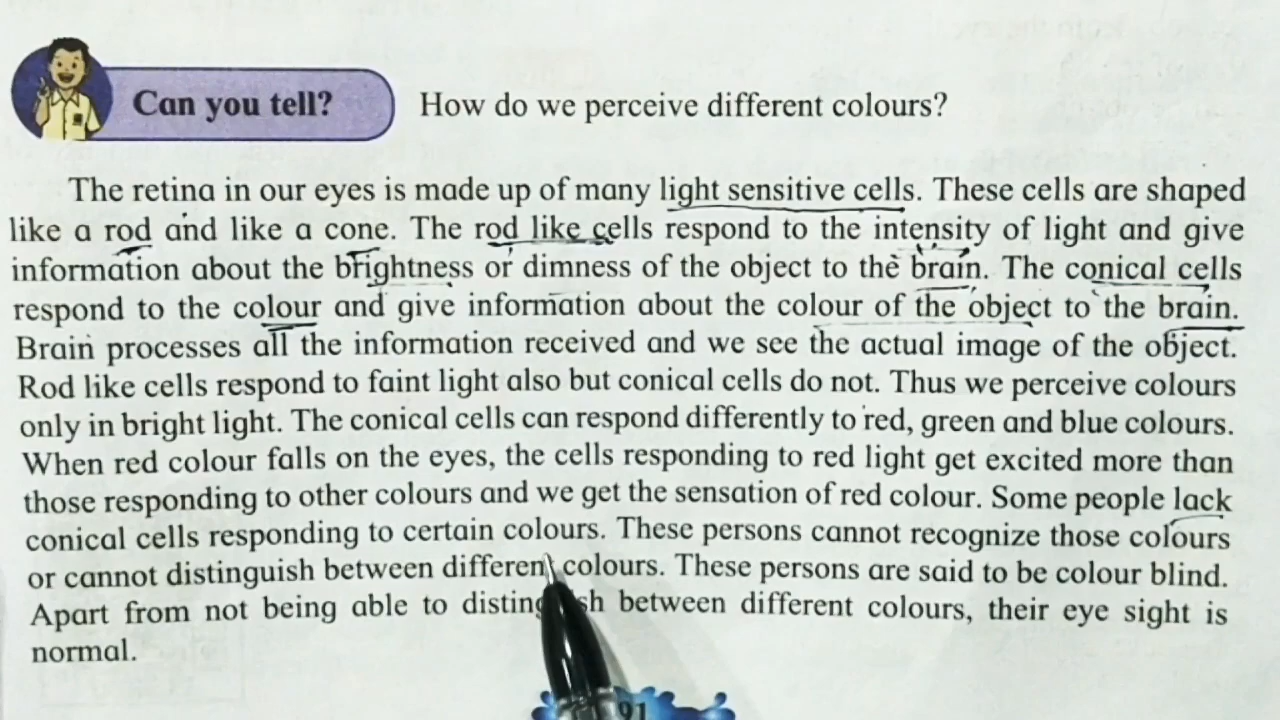 Can you tell? How do we perceive different colours?
The retina in our eyes is made up of many light sensitive cells. These cells are shaped
like a rod and like a cone. The rod like cells respond to the intensity of light and give
information about the brightness or dimness of the object to the brain. The conical cells
respond to the colour and give information about the colour of the object to the brain.
Brain processes all the information received and we see the actual image of the object.
Rod like cells respond to faint light also but conical cells do not. Thus we perceive colours
only in bright light. The conical cells can respond differently to red, green and blue colours.
When red colour falls on the eyes, the cells responding to red light get excited more than
those responding to other colours and we get the sensation of red colour. Some people lack
conical cells responding to certain colours. These persons cannot recognize those colours
or cannot distinguish between different colours. These persons are said to be colour blind.
Apart from not being able to distinguish between different colours, their eye sight is
normal.
91